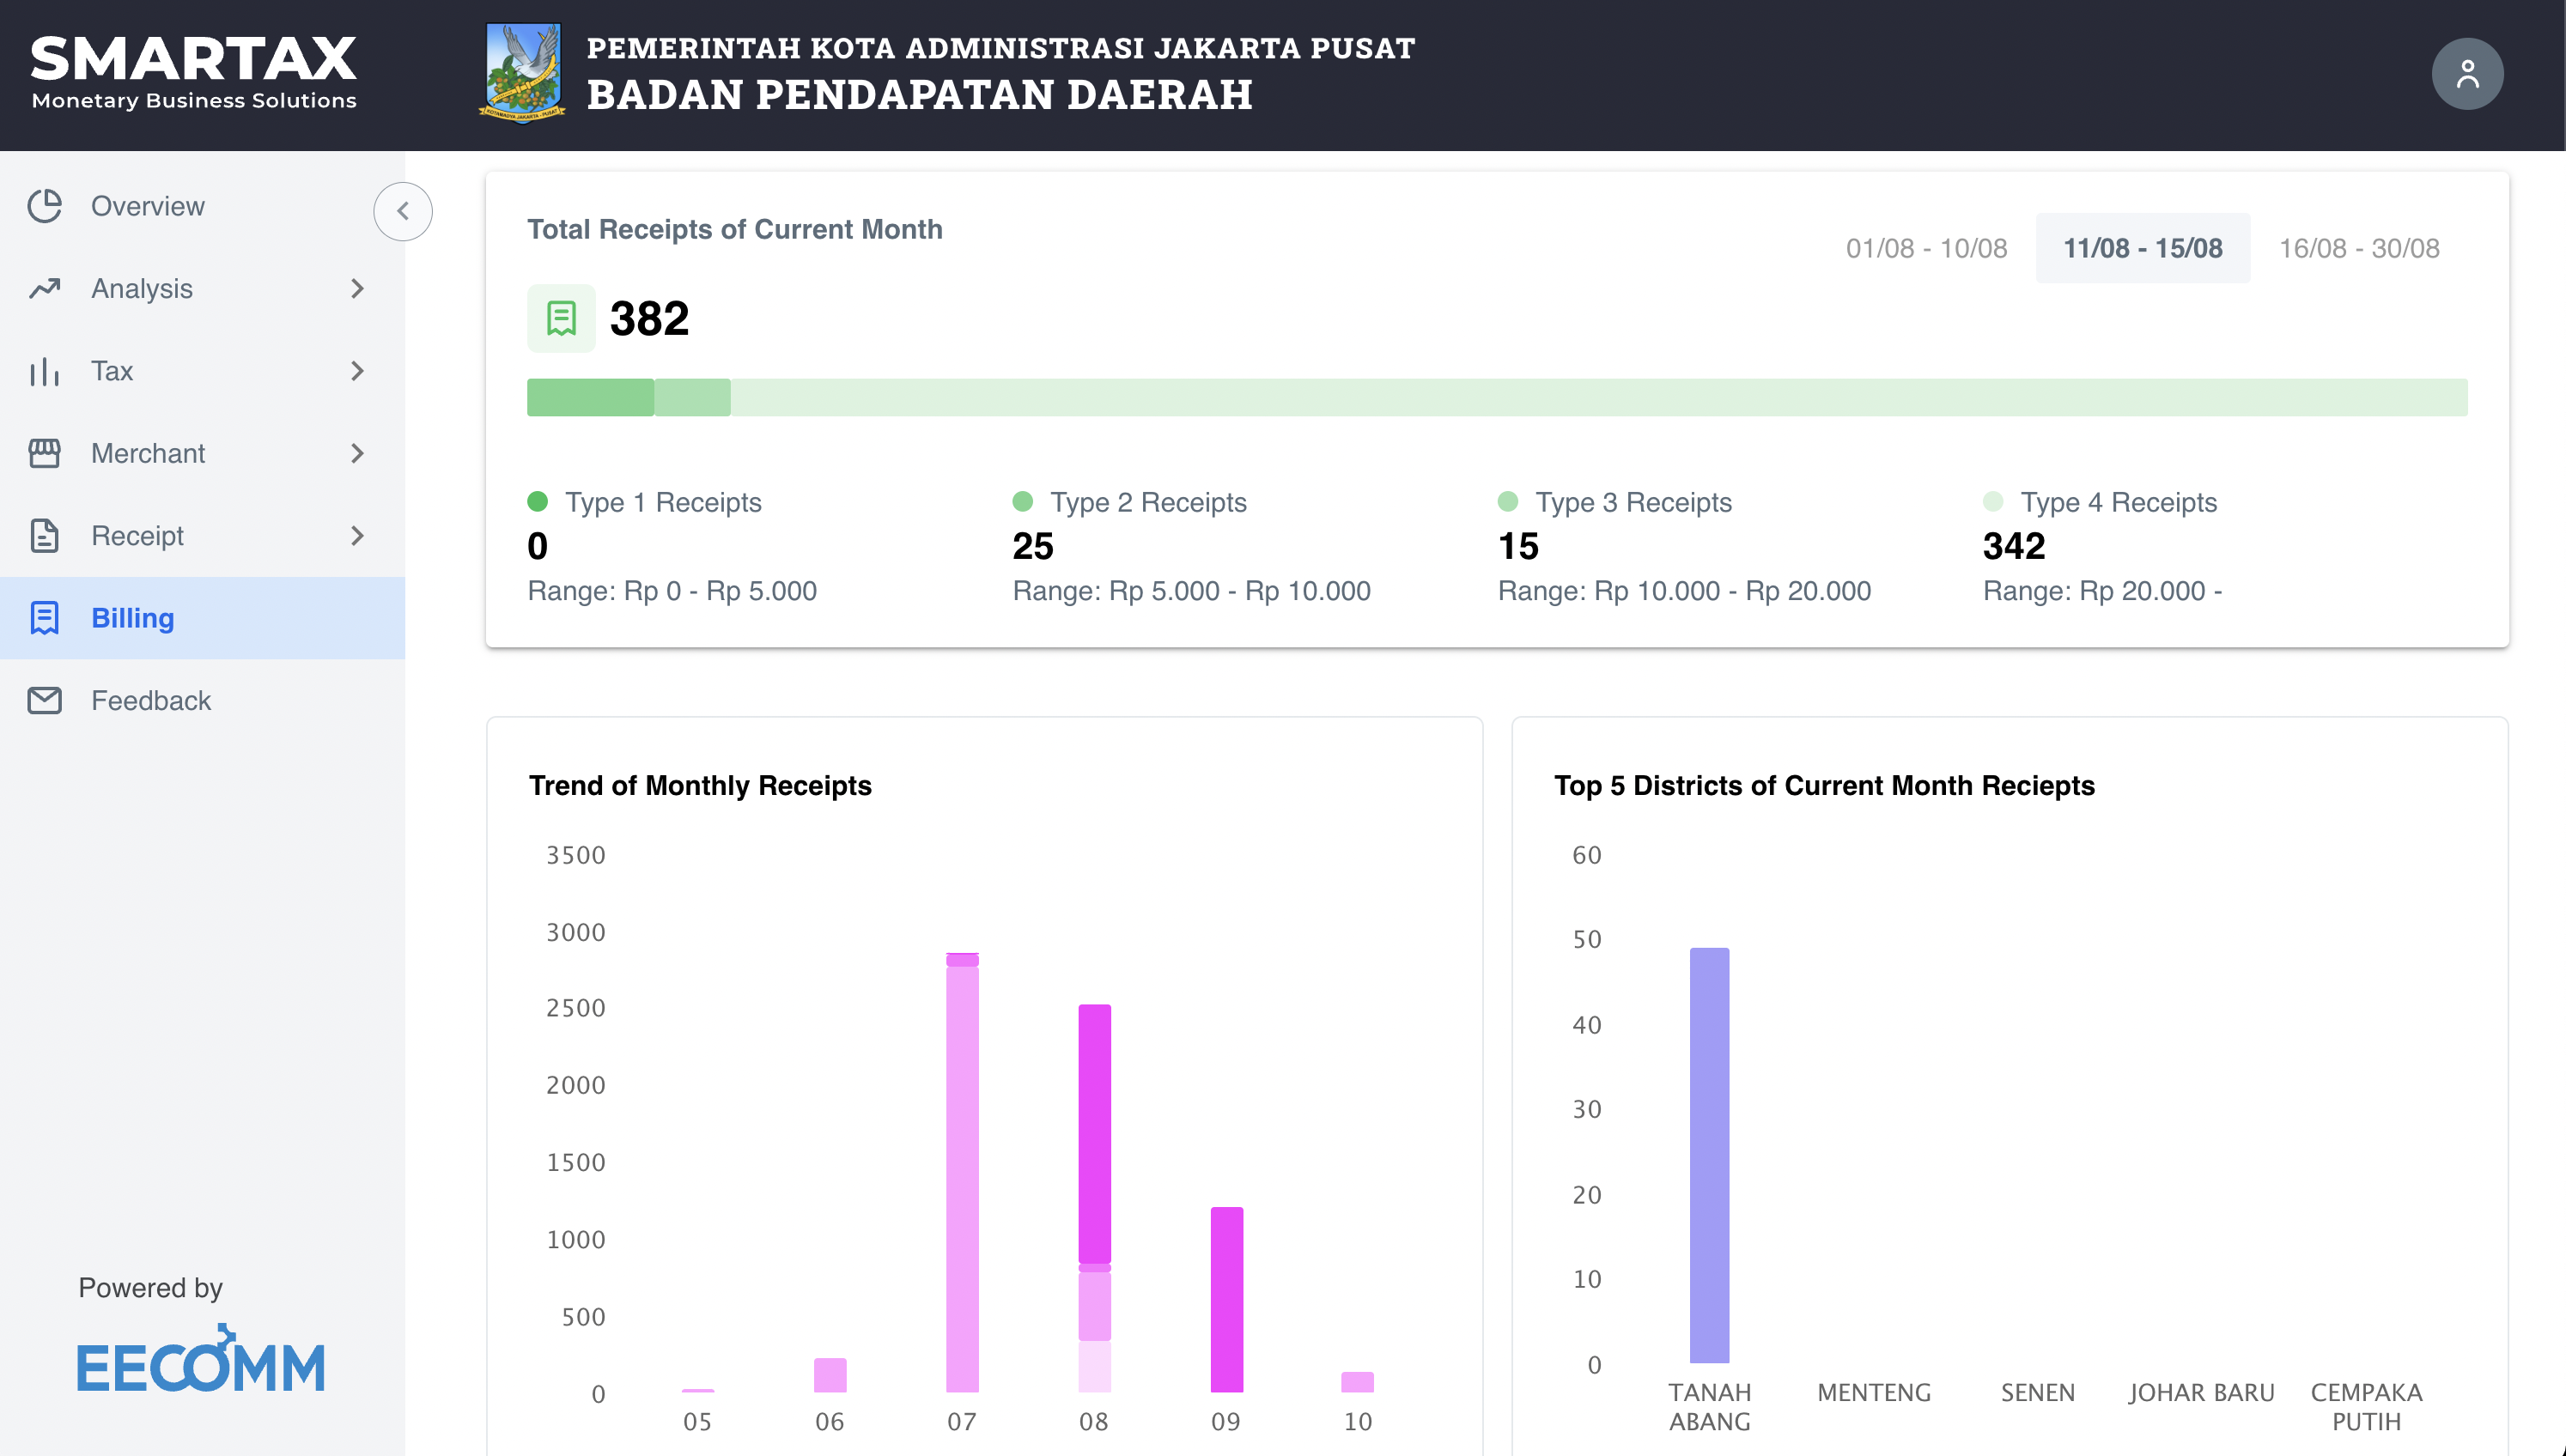 SMARTAX
Monetary Business Solutions
PEMERINTAH KOTA ADMINISTRASI JAKARTA PUSAT
BADAN PENDAPATAN DAERAH
Overview
Analysis
Tax
Merchant
Receipt
Billing
Feedback
Powered by
EECOMM
Total Receipts of Current Month
01/08 - 10/08
11/08 - 15/08
16/08 - 30/08
382
Type 1 Receipts
0
Range: Rp 0 - Rp 5.000
Type 2 Receipts
25
Range: Rp 5.000 - Rp 10.000
Type 3 Receipts
15
Range: Rp 10.000 - Rp 20.000
Type 4 Receipts
342
Range: Rp 20.000 -
Trend of Monthly Receipts
3500
3000
2500
2000
1500
1000
500
0
05 06 07 08 09 10
Top 5 Districts of Current Month Reciepts
60
50
40
30
20
10
0
TANAH
ABANG
MENTENG
SENEN
JOHAR BARU
CEMPAKA
PUTIH